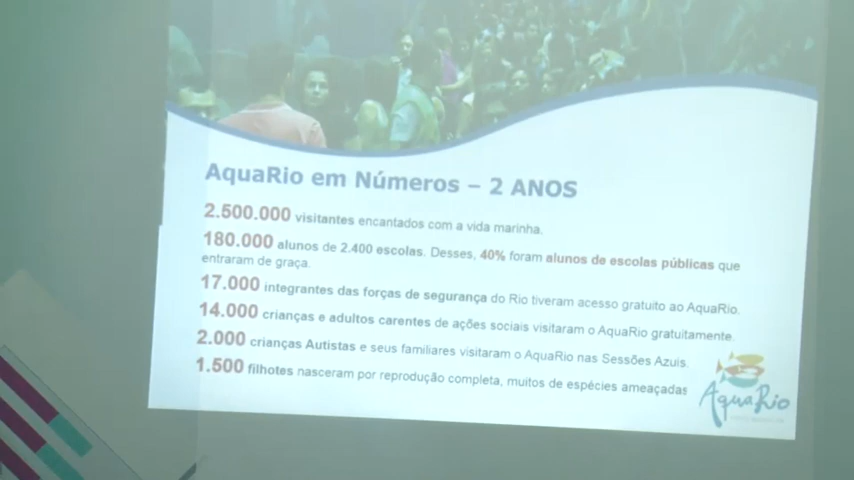 AquaRio em Números – 2 ANOS
2.500.000 visitantes encantados com a vida marinha.
180.000 alunos de 2.400 escolas. Desses, 40% foram alunos de escolas públicas que
entraram de graça.
17.000 integrantes das forças de segurança do Rio tiveram acesso gratuito ao AquaRio.
14.000 crianças e adultos carentes de ações sociais visitaram o AquaRio gratuitamente.
2.000 crianças Autistas e seus familiares visitaram o AquaRio nas Sessões Azuis.
1.500 filhotes nasceram por reprodução completa, muitos de espécies ameaçadas
AquaRio